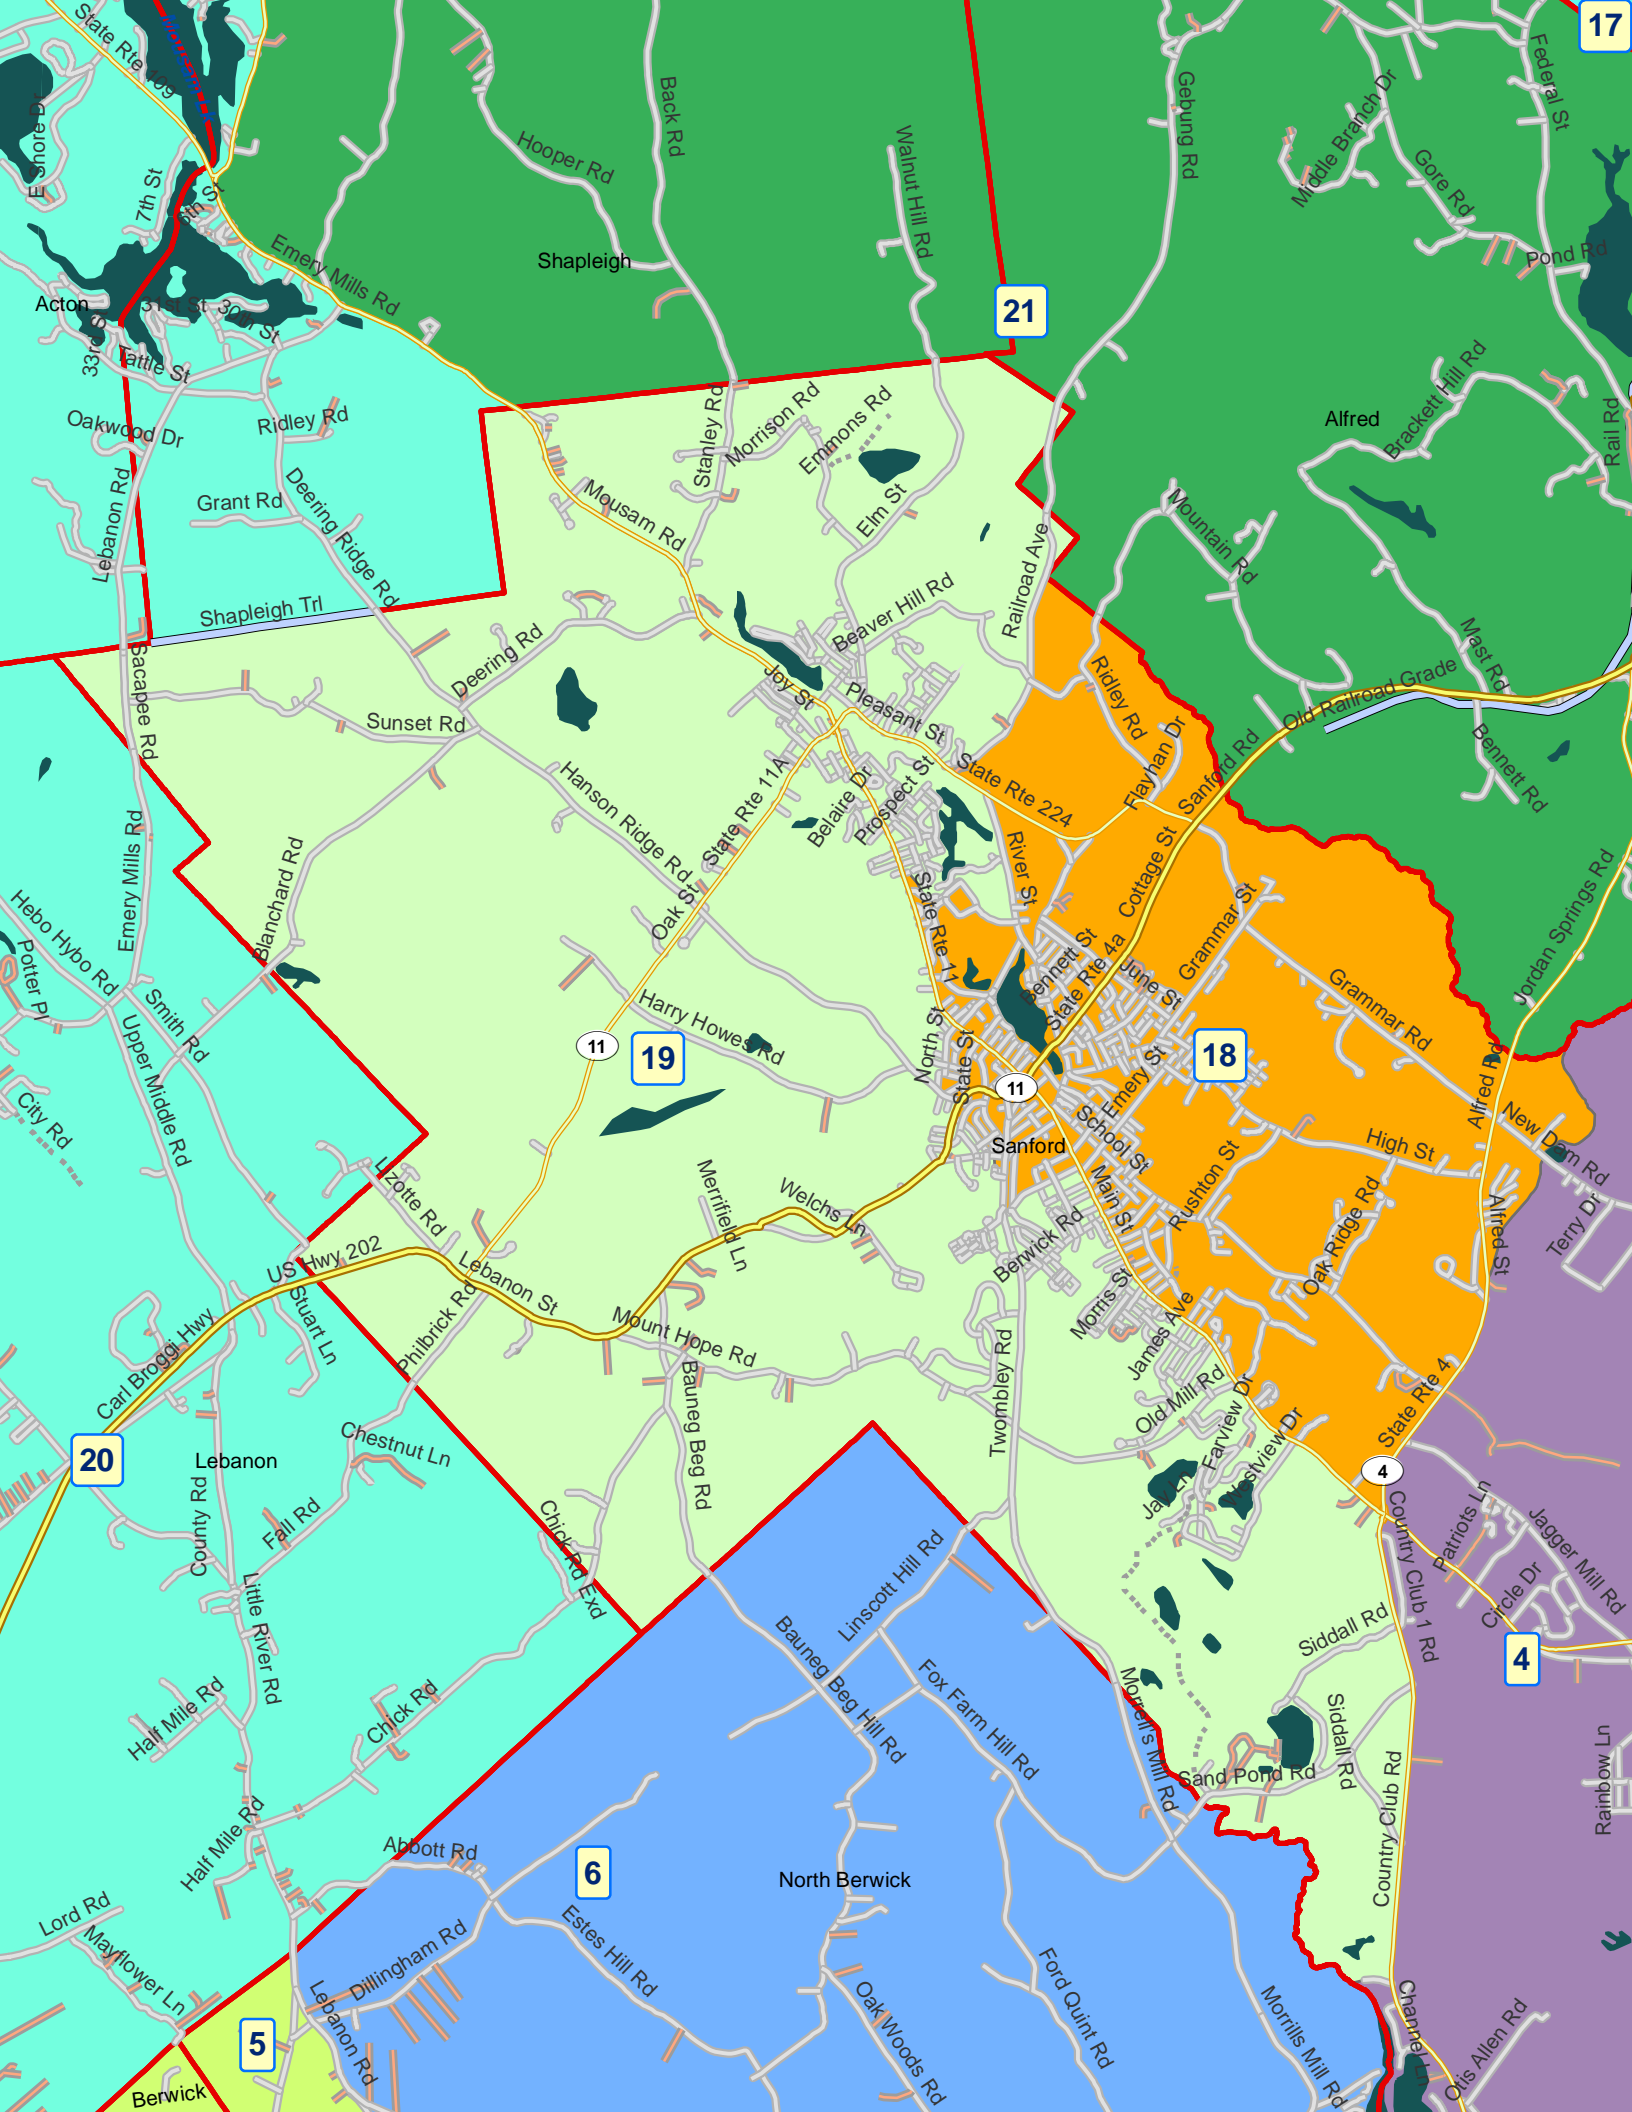 17
State Rte 109
Mousam
Federal St
E Shore Dr
Back Rd
Gebung Rd
Middle Branch Dr
Hooper Rd
Walnut Hill Rd
Gore Rd
7th St
Emery Mills Rd
Shapleigh
Pond Rd
Acton
31st St
30th St
21
33rd St
Tattle St
Brackett Hill Rd
Alfred
Rail Rd
Oakwood Dr
Ridley Rd
Stanley Rd
Morrison Rd
Emmons Rd
Lebanon Rd
Grant Rd
Deering Ridge Rd
Mousam Rd
Elm St
Mountain Rd
Railroad Ave
Shapleigh Trl
Beaver Hill Rd
Sacapee Rd
Deering Rd
Mast Rd
Joy St
Pleasant St
Ridley Rd
Old Railroad Grade
Sunset Rd
Bennett Rd
Hanson Ridge Rd
State Rte 11A
Belaire Dr
Prospect St
State Rte 224
Flayhan Dr
Sanford Rd
Emery Mills Rd
Blanchard Rd
River St
Cottage St
Hebo Hybo Rd
Oak St
State Rte 11
Grammar St
Jordan Springs Rd
Potter Pl
Bennett St
State Rte 4a
June St
Grammar Rd
Smith Rd
Upper Middle Rd
Harry Howes Rd
11
19
North St
State St
18
11
Emery St
Alfred Rd
City Rd
School St
Sanford
High St
New Dam Rd
Lizotte Rd
Merrifield Ln
Welchs Ln
Main St
Rushton St
Oak Ridge Rd
Alfred St
Terry Dr
Berwick Rd
US Hwy 202
Lebanon St
Stuart Ln
Morris St
James Ave
Carl Broggi Hwy
Philbrick Rd
Mount Hope Rd
Twombley Rd
Old Mill Rd
Farview Dr
Westview Dr
State Rte 4
Bauneg Beg Rd
Chestnut Ln
20
Lebanon
4
Jay Ln
County Rd
Fall Rd
Chick Rd Exd
Country Club 1 Rd
Patriots Ln
Jagger Mill Rd
Circle Dr
Little River Rd
Linscott Hill Rd
Siddall Rd
4
Bauneg Beg Hill Rd
Fox Farm Hill Rd
Half Mile Rd
Chick Rd
Morrell's Mill Rd
Siddall Rd
Sand Pond Rd
Country Club Rd
Rainbow Ln
Half Mile Rd
Abbott Rd
6
North Berwick
Lord Rd
Mayflower Ln
Estes Hill Rd
Dillingham Rd
Ford Quint Rd
Lebanon Rd
Oak Woods Rd
Morrills Mill Rd
Channel Ln
Otis Allen Rd
5
Berwick